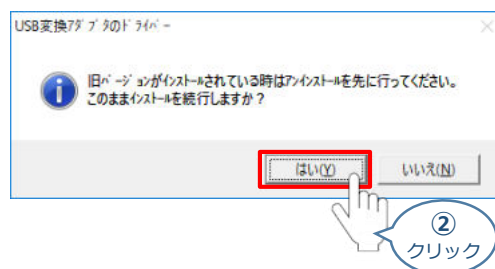 USB変換アダプタのドライバー
旧バージョンがインストールされている時はアンインストールを先に行ってください。
このままインストールを続行しますか？
はい(Y)
いいえ(N)
②
クリック